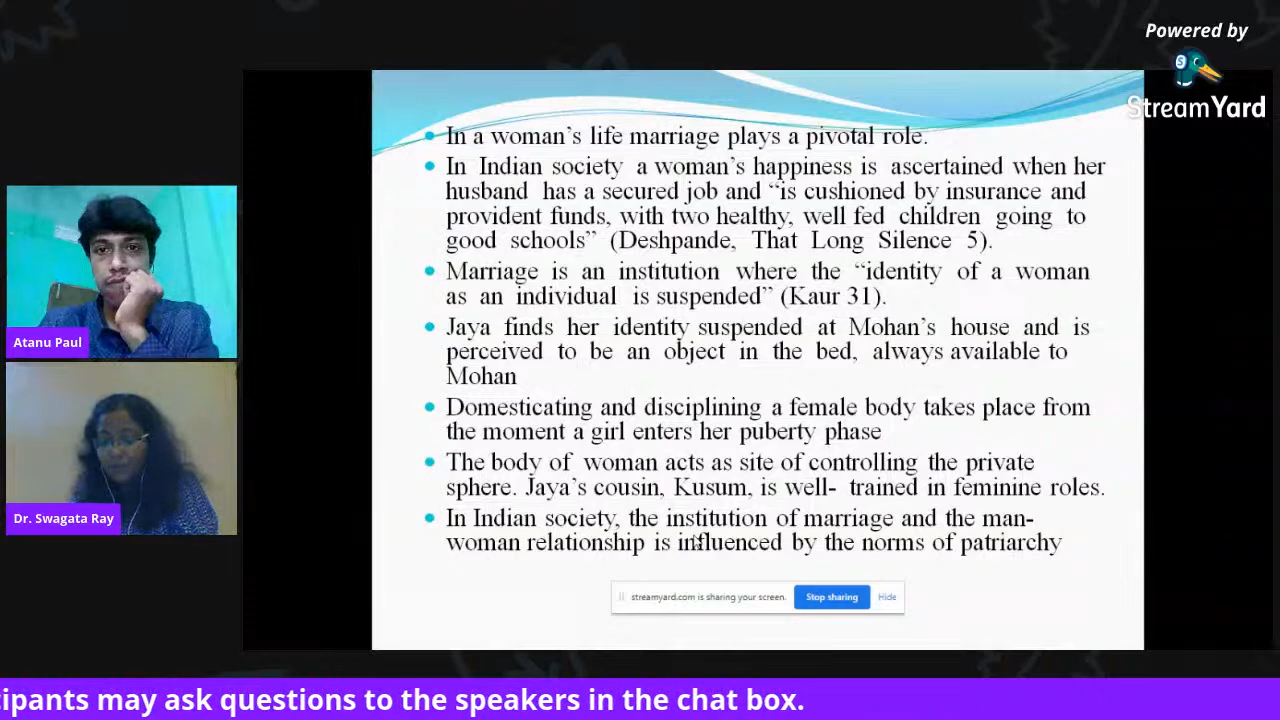 Powered by
StreamYard
In a woman's life marriage plays a pivotal role.
In Indian society a woman's happiness is ascertained when her
husband has a secured job and “is cushioned by insurance and
provident funds, with two healthy, well fed children going to
good schools” (Deshpande, That Long Silence 5).
Marriage is an institution where the “identity of a woman
as an individual is suspended” (Kaur 31).
Jaya finds her identity suspended at Mohan's house and is
perceived to be an object in the bed, always available to
Mohan
Domesticating and disciplining a female body takes place from
the moment a girl enters her puberty phase
The body of woman acts as site of controlling the private
sphere. Jaya's cousin, Kusum, is well- trained in feminine roles.
In Indian society, the institution of marriage and the man-
woman relationship is influenced by the norms of patriarchy
streamyard.com is sharing your screen. Stop sharing Hide
Atanu Paul
Dr. Swagata Ray
cipants may ask questions to the speakers in the chat box.